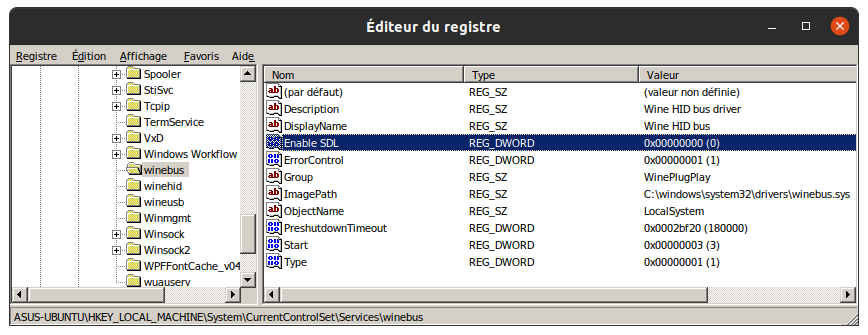 Éditeur du registre
Registre Édition Affichage Favoris Aide
Spooler
StiSvc
Tcpip
TermService
VxD
Windows Workflow
winebus
winehid
wineusb
Winmgmt
Winsock
Winsock2
WPFFontCache_v04
wuauserv
Nom Type Valeur
(par défaut) REG_SZ (valeur non définie)
Description REG_SZ Wine HID bus driver
DisplayName REG_SZ Wine HID bus
Enable SDL REG_DWORD 0x00000000 (0)
ErrorControl REG_DWORD 0x00000001 (1)
Group REG_SZ WinePlugPlay
ImagePath REG_SZ C:\windows\system32\drivers\winebus.sys
ObjectName REG_SZ LocalSystem
PreshutdownTimeout REG_DWORD 0x0002bf20 (180000)
Start REG_DWORD 0x00000003 (3)
Type REG_DWORD 0x00000001 (1)
ASUS-UBUNTU\HKEY_LOCAL_MACHINE\System\CurrentControlSet\Services\winebus